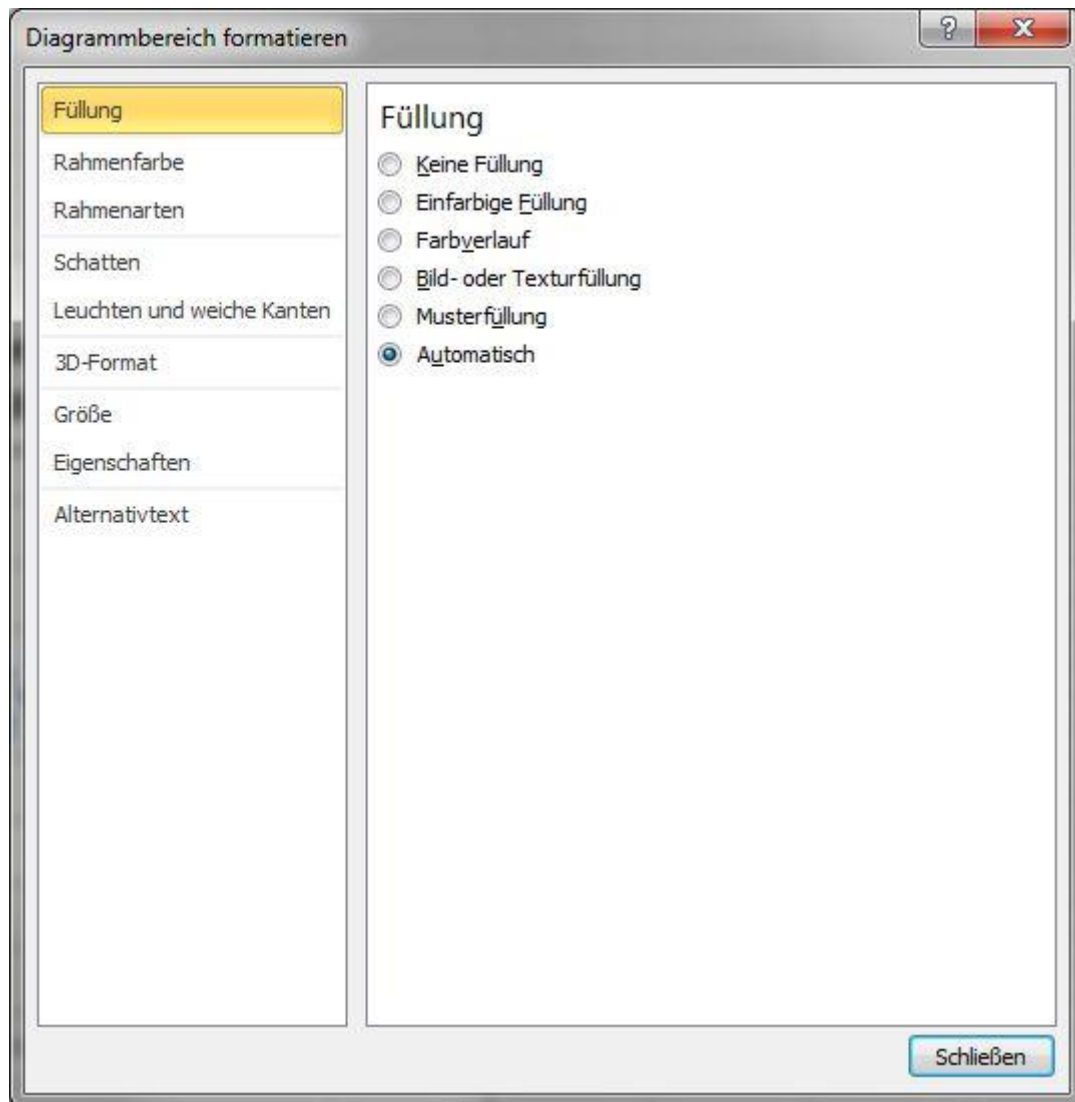 Diagrammbereich formatieren
Füllung
Rahmenfarbe
Rahmenarten
Schatten
Leuchten und weiche Kanten
3D-Format
Größe
Eigenschaften
Alternativtext
Füllung
Keine Füllung
Einfarbige Füllung
Farbverlauf
Bild- oder Texturfüllung
Musterfüllung
Automatisch
Schließen